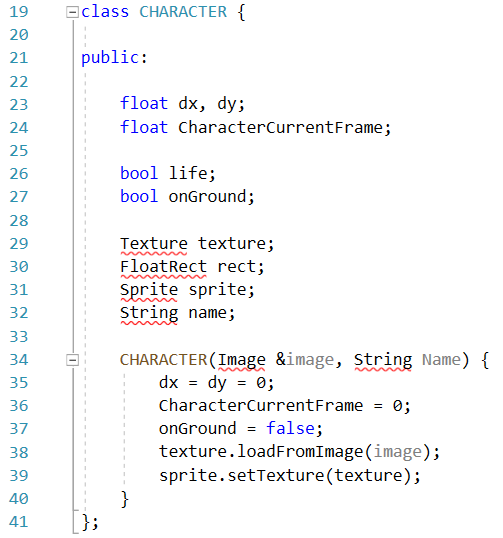 19 class CHARACTER {
20
21 public:
22
23 float dx, dy;
24 float CharacterCurrentFrame;
25
26 bool life;
27 bool onGround;
28
29 Texture texture;
30 FloatRect rect;
31 Sprite sprite;
32 String name;
33
34 CHARACTER(Image &image, String Name) {
35 dx = dy = 0;
36 CharacterCurrentFrame = 0;
37 onGround = false;
38 texture.loadFromImage(image);
39 sprite.setTexture(texture);
40 }
41 };